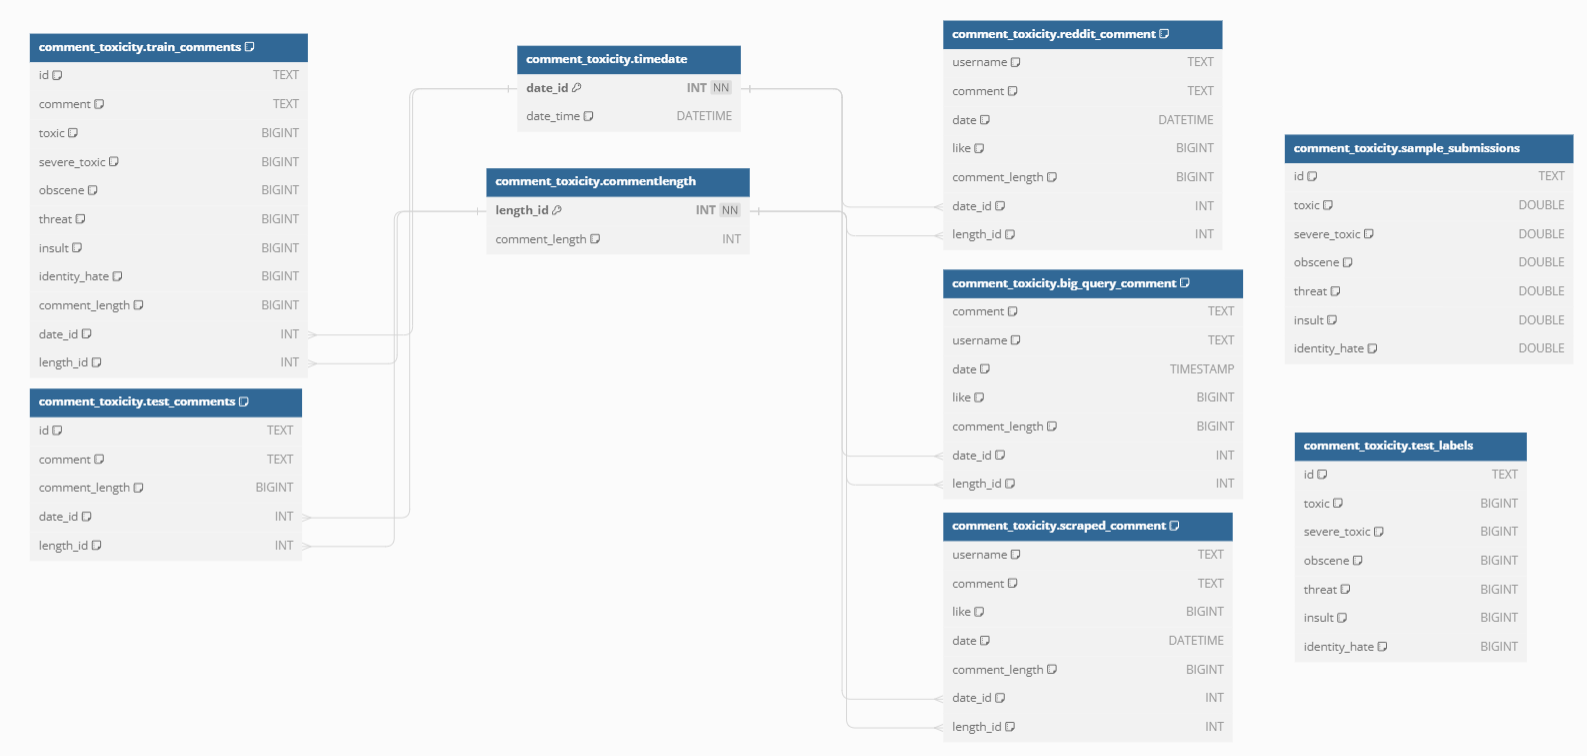 comment_toxicity.train_comments
id TEXT
comment TEXT
toxic BIGINT
severe_toxic BIGINT
obscene BIGINT
threat BIGINT
insult BIGINT
identity_hate BIGINT
comment_length BIGINT
date_id INT
length_id INT
comment_toxicity.test_comments
id TEXT
comment TEXT
comment_length BIGINT
date_id INT
length_id INT
comment_toxicity.timedate
date_id INT NN
date_time DATETIME
comment_toxicity.commentlength
length_id INT NN
comment_length INT
comment_toxicity.reddit_comment
username TEXT
comment TEXT
date DATETIME
like BIGINT
comment_length BIGINT
date_id INT
length_id INT
comment_toxicity.big_query_comment
comment TEXT
username TEXT
date TIMESTAMP
like BIGINT
comment_length BIGINT
date_id INT
length_id INT
comment_toxicity.scraped_comment
username TEXT
comment TEXT
like BIGINT
date DATETIME
comment_length BIGINT
date_id INT
length_id INT
comment_toxicity.sample_submissions
id TEXT
toxic DOUBLE
severe_toxic DOUBLE
obscene DOUBLE
threat DOUBLE
insult DOUBLE
identity_hate DOUBLE
comment_toxicity.test_labels
id TEXT
toxic BIGINT
severe_toxic BIGINT
obscene BIGINT
threat BIGINT
insult BIGINT
identity_hate BIGINT